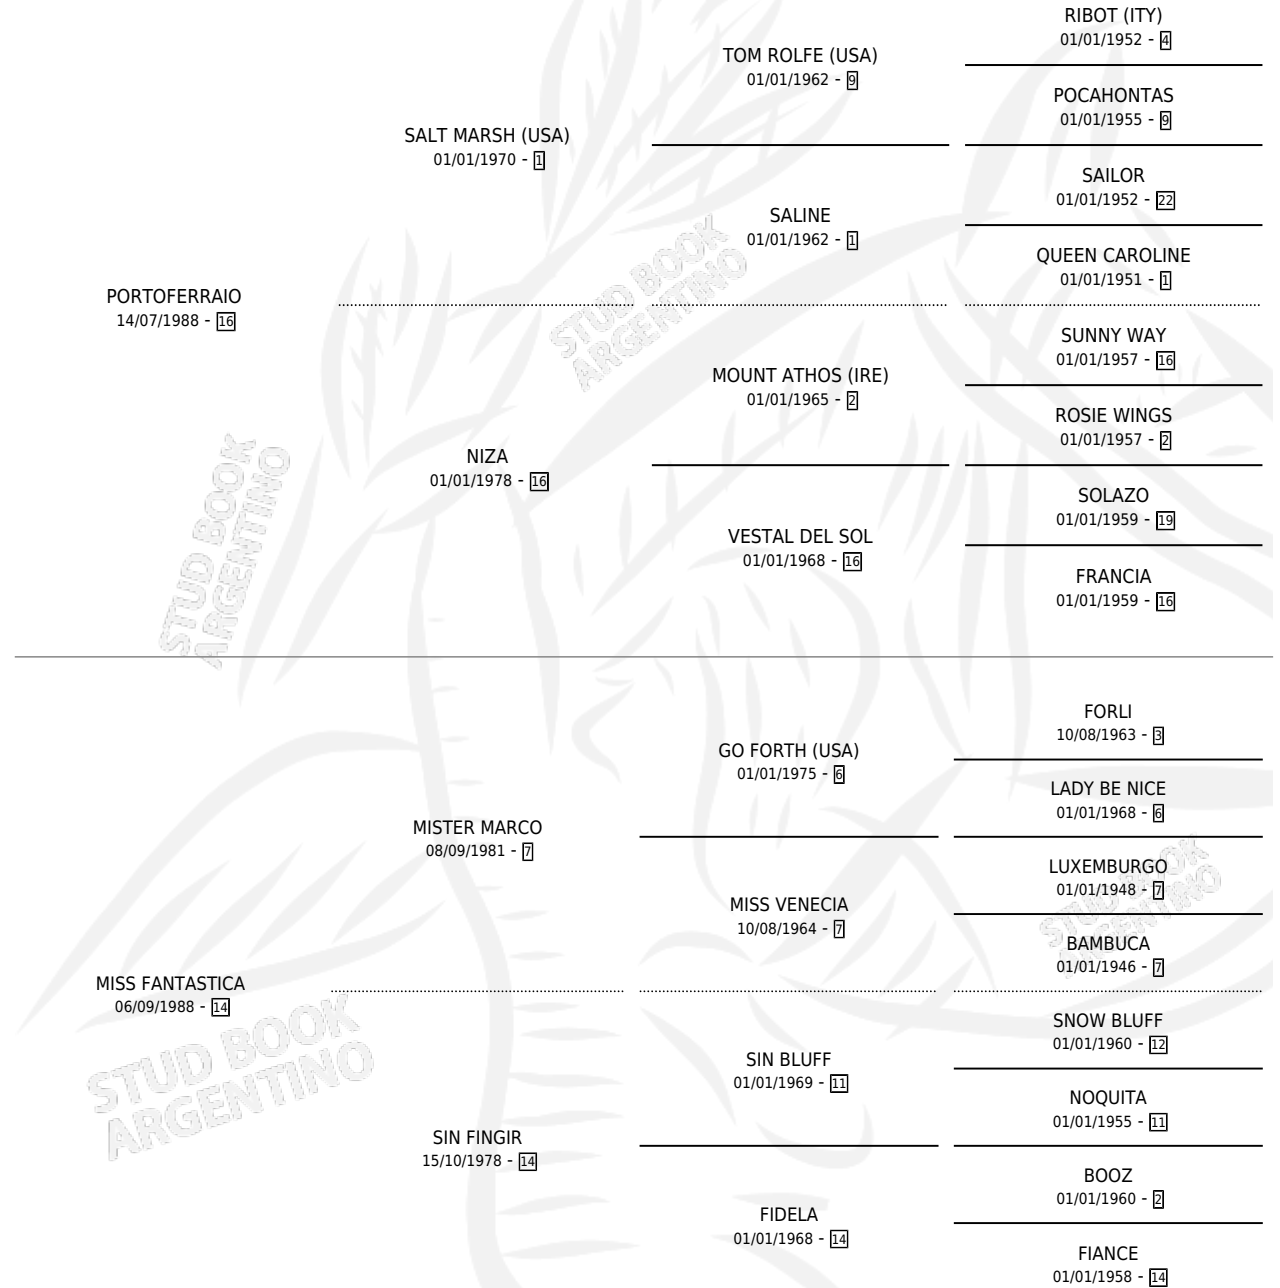 RIBOT (ITY)
01/01/1952 - 4
TOM ROLFE (USA)
01/01/1962 - 9
POCAHONTAS
01/01/1955 - 9
SALT MARSH (USA)
01/01/1970 - 1
SAILOR
01/01/1952 - 22
SALINE
01/01/1962 - 1
QUEEN CAROLINE
01/01/1951 - 1
STUD BOOK
ARGENTINO
PORTOFERRAIO
14/07/1988 - 16
SUNNY WAY
01/01/1957 - 16
MOUNT ATHOS (IRE)
01/01/1965 - 2
ROSIE WINGS
01/01/1957 - 2
NIZA
01/01/1978 - 16
SOLAZO
01/01/1959 - 19
VESTAL DEL SOL
01/01/1968 - 16
FRANCIA
01/01/1959 - 16
STUD BOOK
ARGENTINO
FORLI
10/08/1963 - 3
GO FORTH (USA)
01/01/1975 - 6
LADY BE NICE
01/01/1968 - 6
MISTER MARCO
08/09/1981 - 7
LUXEMBURGO
01/01/1948 - 7
MISS VENECIA
10/08/1964 - 7
STUD BOOK
ARGENTINO
BAMBUCA
01/01/1946 - 7
MISS FANTASTICA
06/09/1988 - 14
SNOW BLUFF
01/01/1960 - 12
STUD BOOK
ARGENTINO
SIN BLUFF
01/01/1969 - 11
NOQUITA
01/01/1955 - 11
SIN FINGIR
15/10/1978 - 14
BOOZ
01/01/1960 - 2
FIDELA
01/01/1968 - 14
FIANCE
01/01/1958 - 14